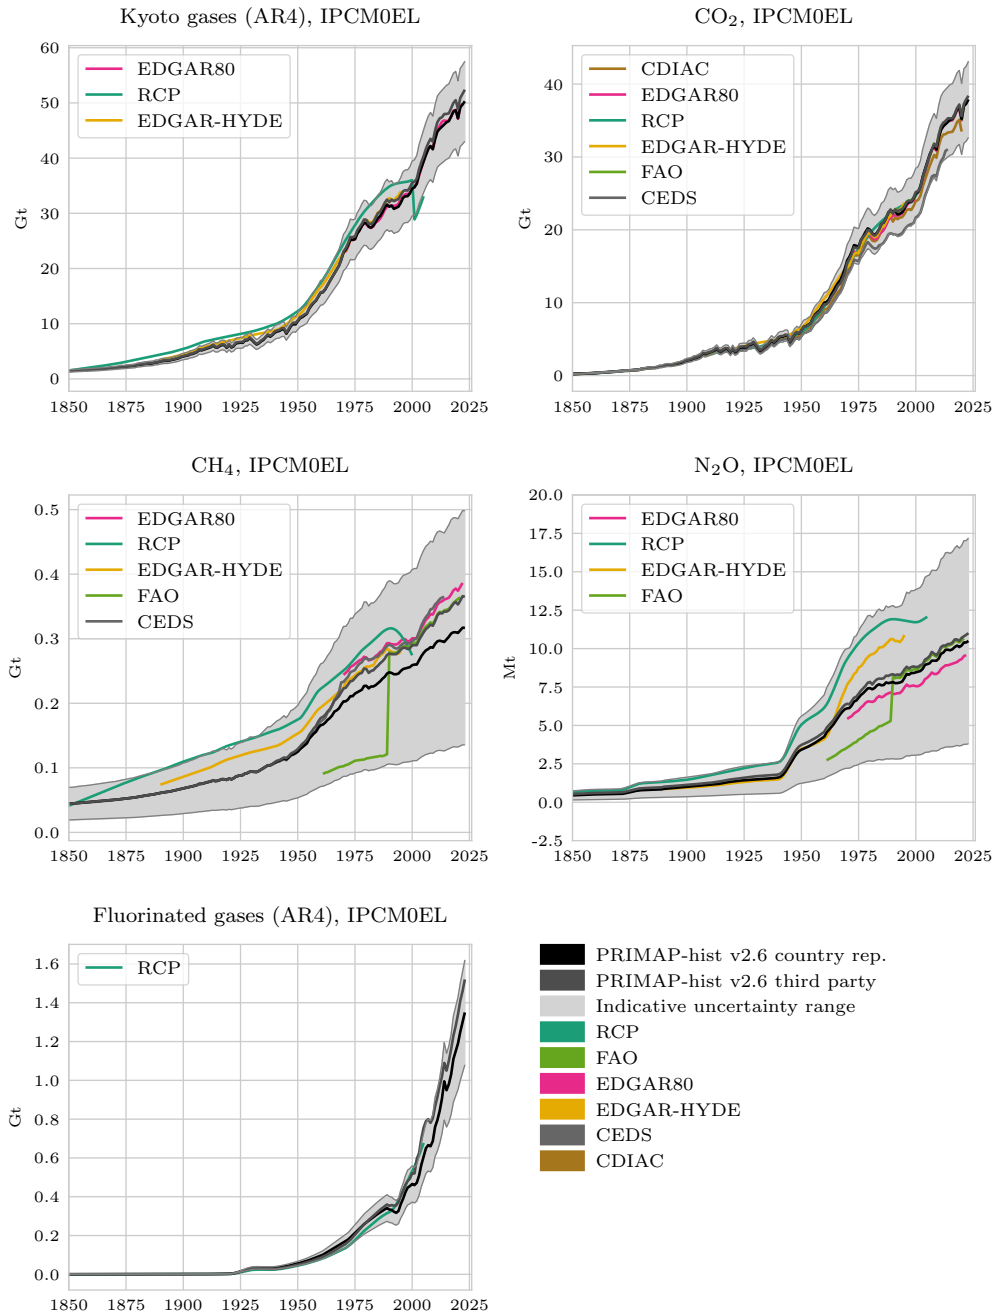 Kyoto gases (AR4), IPCM0EL
60
50
40
30
20
10
0
Gt
EDGAR80
RCP
EDGAR-HYDE
1850 1875 1900 1925 1950 1975 2000 2025
CO₂, IPCM0EL
40
30
20
10
0
Gt
CDIAC
EDGAR80
RCP
EDGAR-HYDE
FAO
CEDS
1850 1875 1900 1925 1950 1975 2000 2025
CH₄, IPCM0EL
0.5
0.4
0.3
0.2
0.1
0.0
Gt
EDGAR80
RCP
EDGAR-HYDE
FAO
CEDS
1850 1875 1900 1925 1950 1975 2000 2025
N₂O, IPCM0EL
20.0
17.5
15.0
12.5
10.0
7.5
5.0
2.5
0.0
-2.5
Mt
EDGAR80
RCP
EDGAR-HYDE
FAO
1850 1875 1900 1925 1950 1975 2000 2025
Fluorinated gases (AR4), IPCM0EL
1.6
1.4
1.2
1.0
0.8
0.6
0.4
0.2
0.0
Gt
RCP
1850 1875 1900 1925 1950 1975 2000 2025
PRIMAP-hist v2.6 country rep.
PRIMAP-hist v2.6 third party
Indicative uncertainty range
RCP
FAO
EDGAR80
EDGAR-HYDE
CEDS
CDIAC